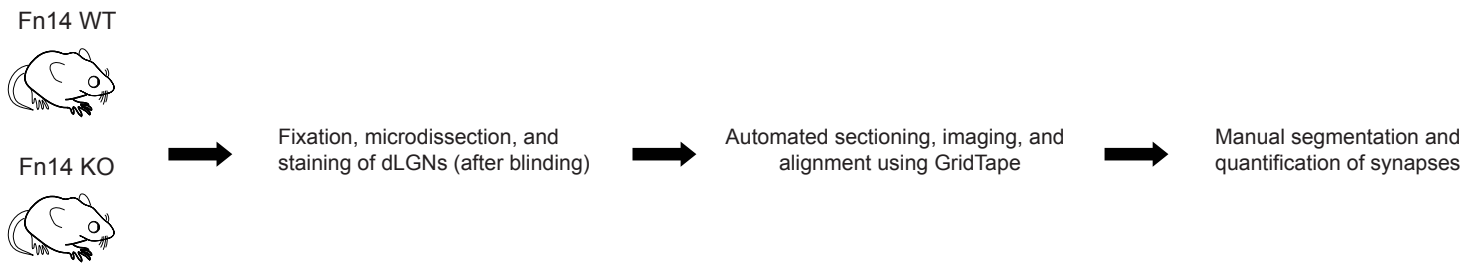 Fn14 WT
Fn14 KO
Fixation, microdissection, and
staining of dLGNs (after blinding)
Automated sectioning, imaging, and
alignment using GridTape
Manual segmentation and
quantification of synapses